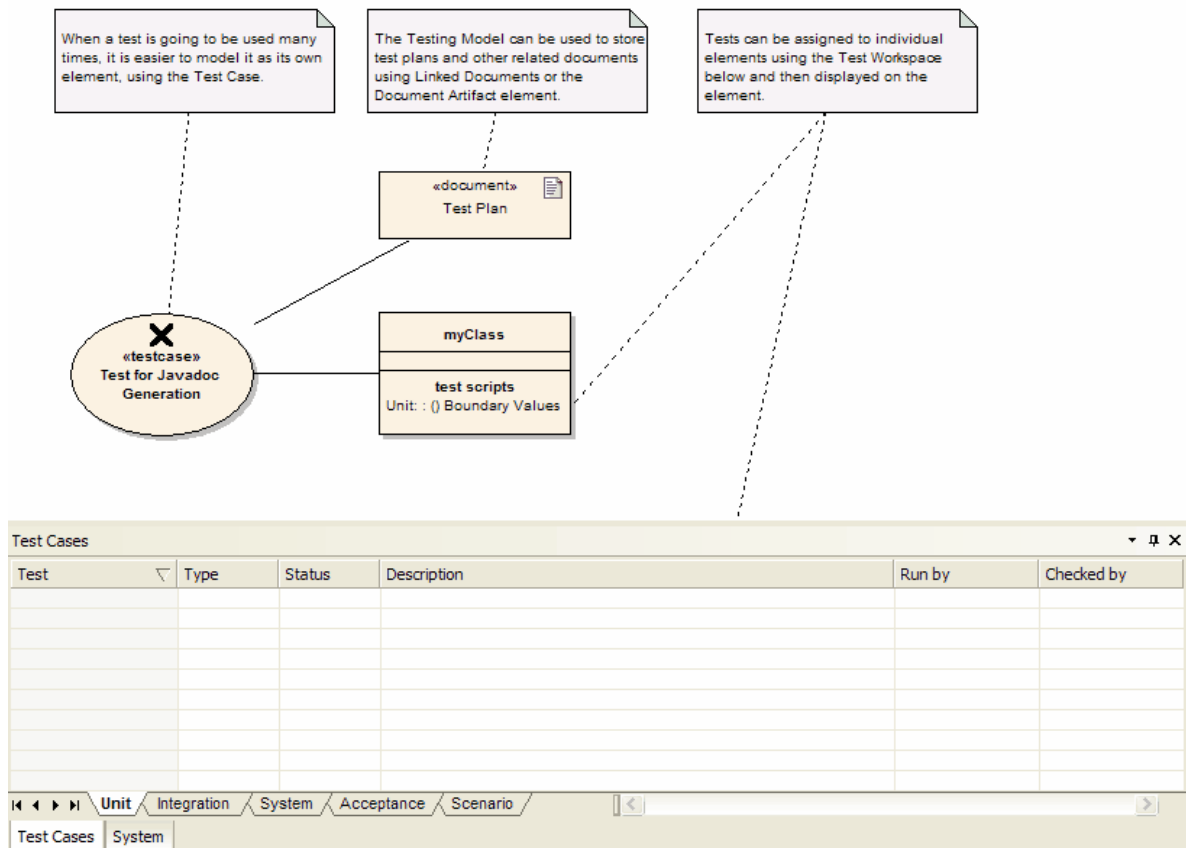 When a test is going to be used many
times, it is easier to model it as its own
element, using the Test Case.
The Testing Model can be used to store
test plans and other related documents
using Linked Documents or the
Document Artifact element.
Tests can be assigned to individual
elements using the Test Workspace
below and then displayed on the
element.
«document»
Test Plan
«testcase»
Test for Javadoc
Generation
myClass
test scripts
Unit: : () Boundary Values
Test Cases
Test Type Status Description Run by Checked by
Unit Integration System Acceptance Scenario
Test Cases System